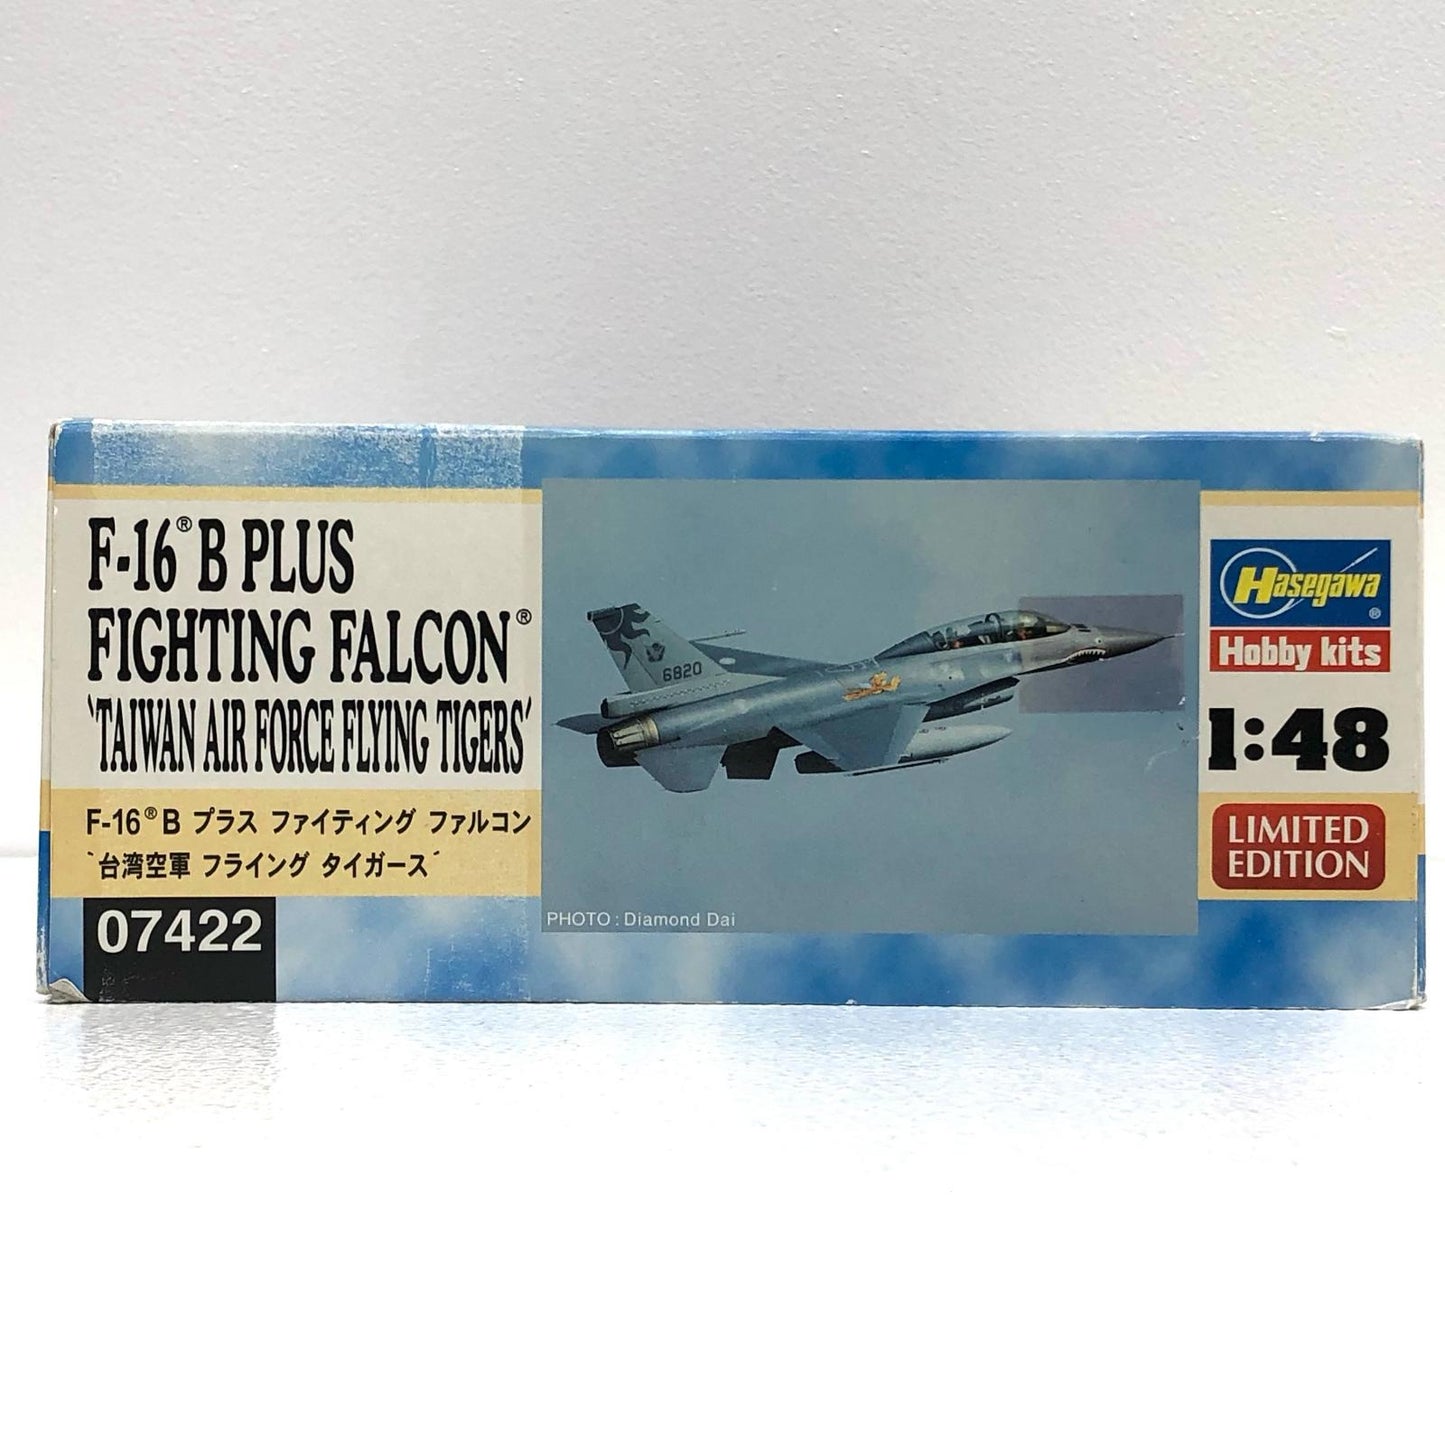 F-16® B PLUS
FIGHTING FALCON®
`TAIWAN AIR FORCE FLYING TIGERS´
F-16® B プラス ファイティング ファルコン
`台湾空軍 フライング タイガース´
07422
6820
PHOTO : Diamond Dai
Hasegawa®
Hobby kits
1:48
LIMITED
EDITION